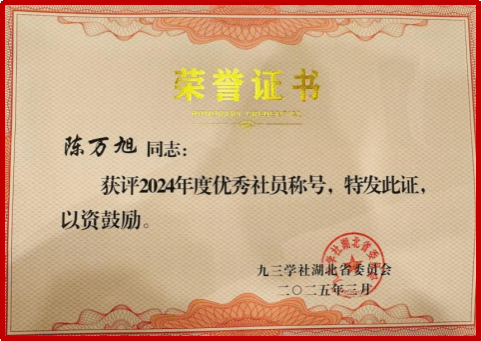 荣誉证书
陈万旭 同志：
获评2024年度优秀社员称号，特发此证，
以资鼓励。
九三学社湖北省委员会
二〇二五年三月